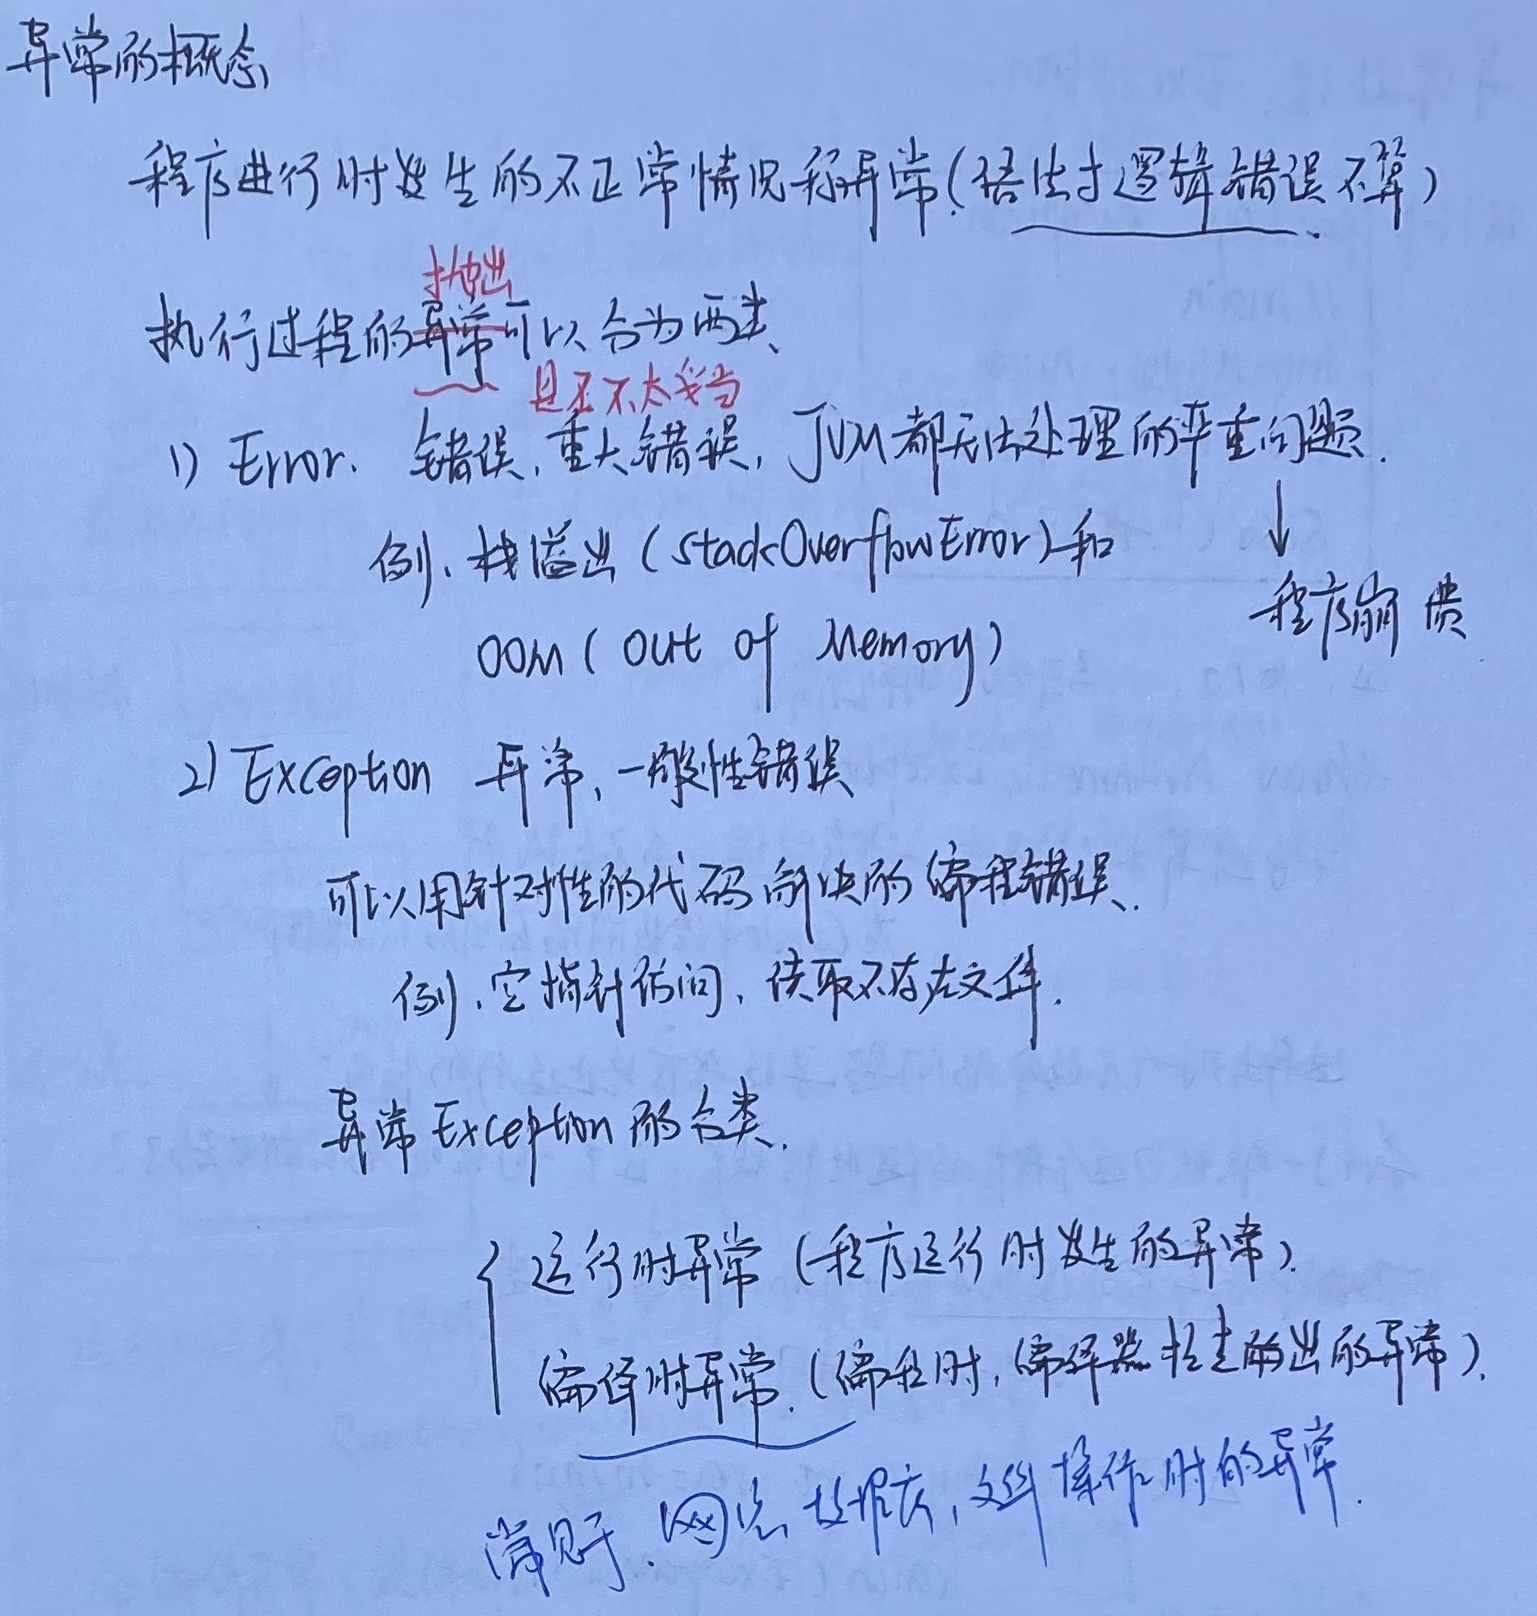 异常的概念
程序进行时发生的不正常情况称异常.(语法于逻辑错误不算)
抛出
执行过程的异常可以分为两类、
是否不太妥当
1) Error. 错误,重大错误, JVM都无法处理的严重问题.
例、栈溢出(stackOverflowError)和
↓
程序崩溃
OOM( out of Memory)
2) Exception 异常,一般性错误
可以用针对性的代码解决的编程错误.
例、空指针访问, 读取不存在文件.
异常Exception的分类.
运行时异常 (程序运行时发生的异常).
编译时异常.(编程时,编译器检查的出的异常).
常见于.网络,数据库,文件操作时的异常.